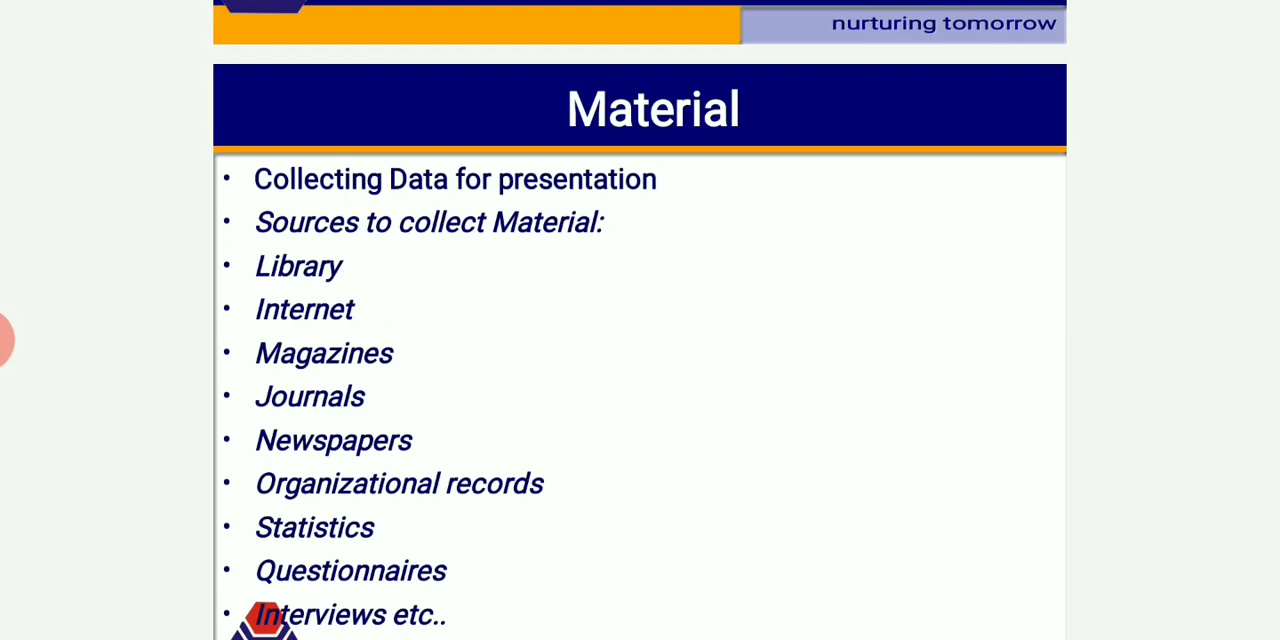 nurturing tomorrow
Material
• Collecting Data for presentation
• Sources to collect Material:
• Library
• Internet
• Magazines
• Journals
• Newspapers
• Organizational records
• Statistics
• Questionnaires
• Interviews etc..